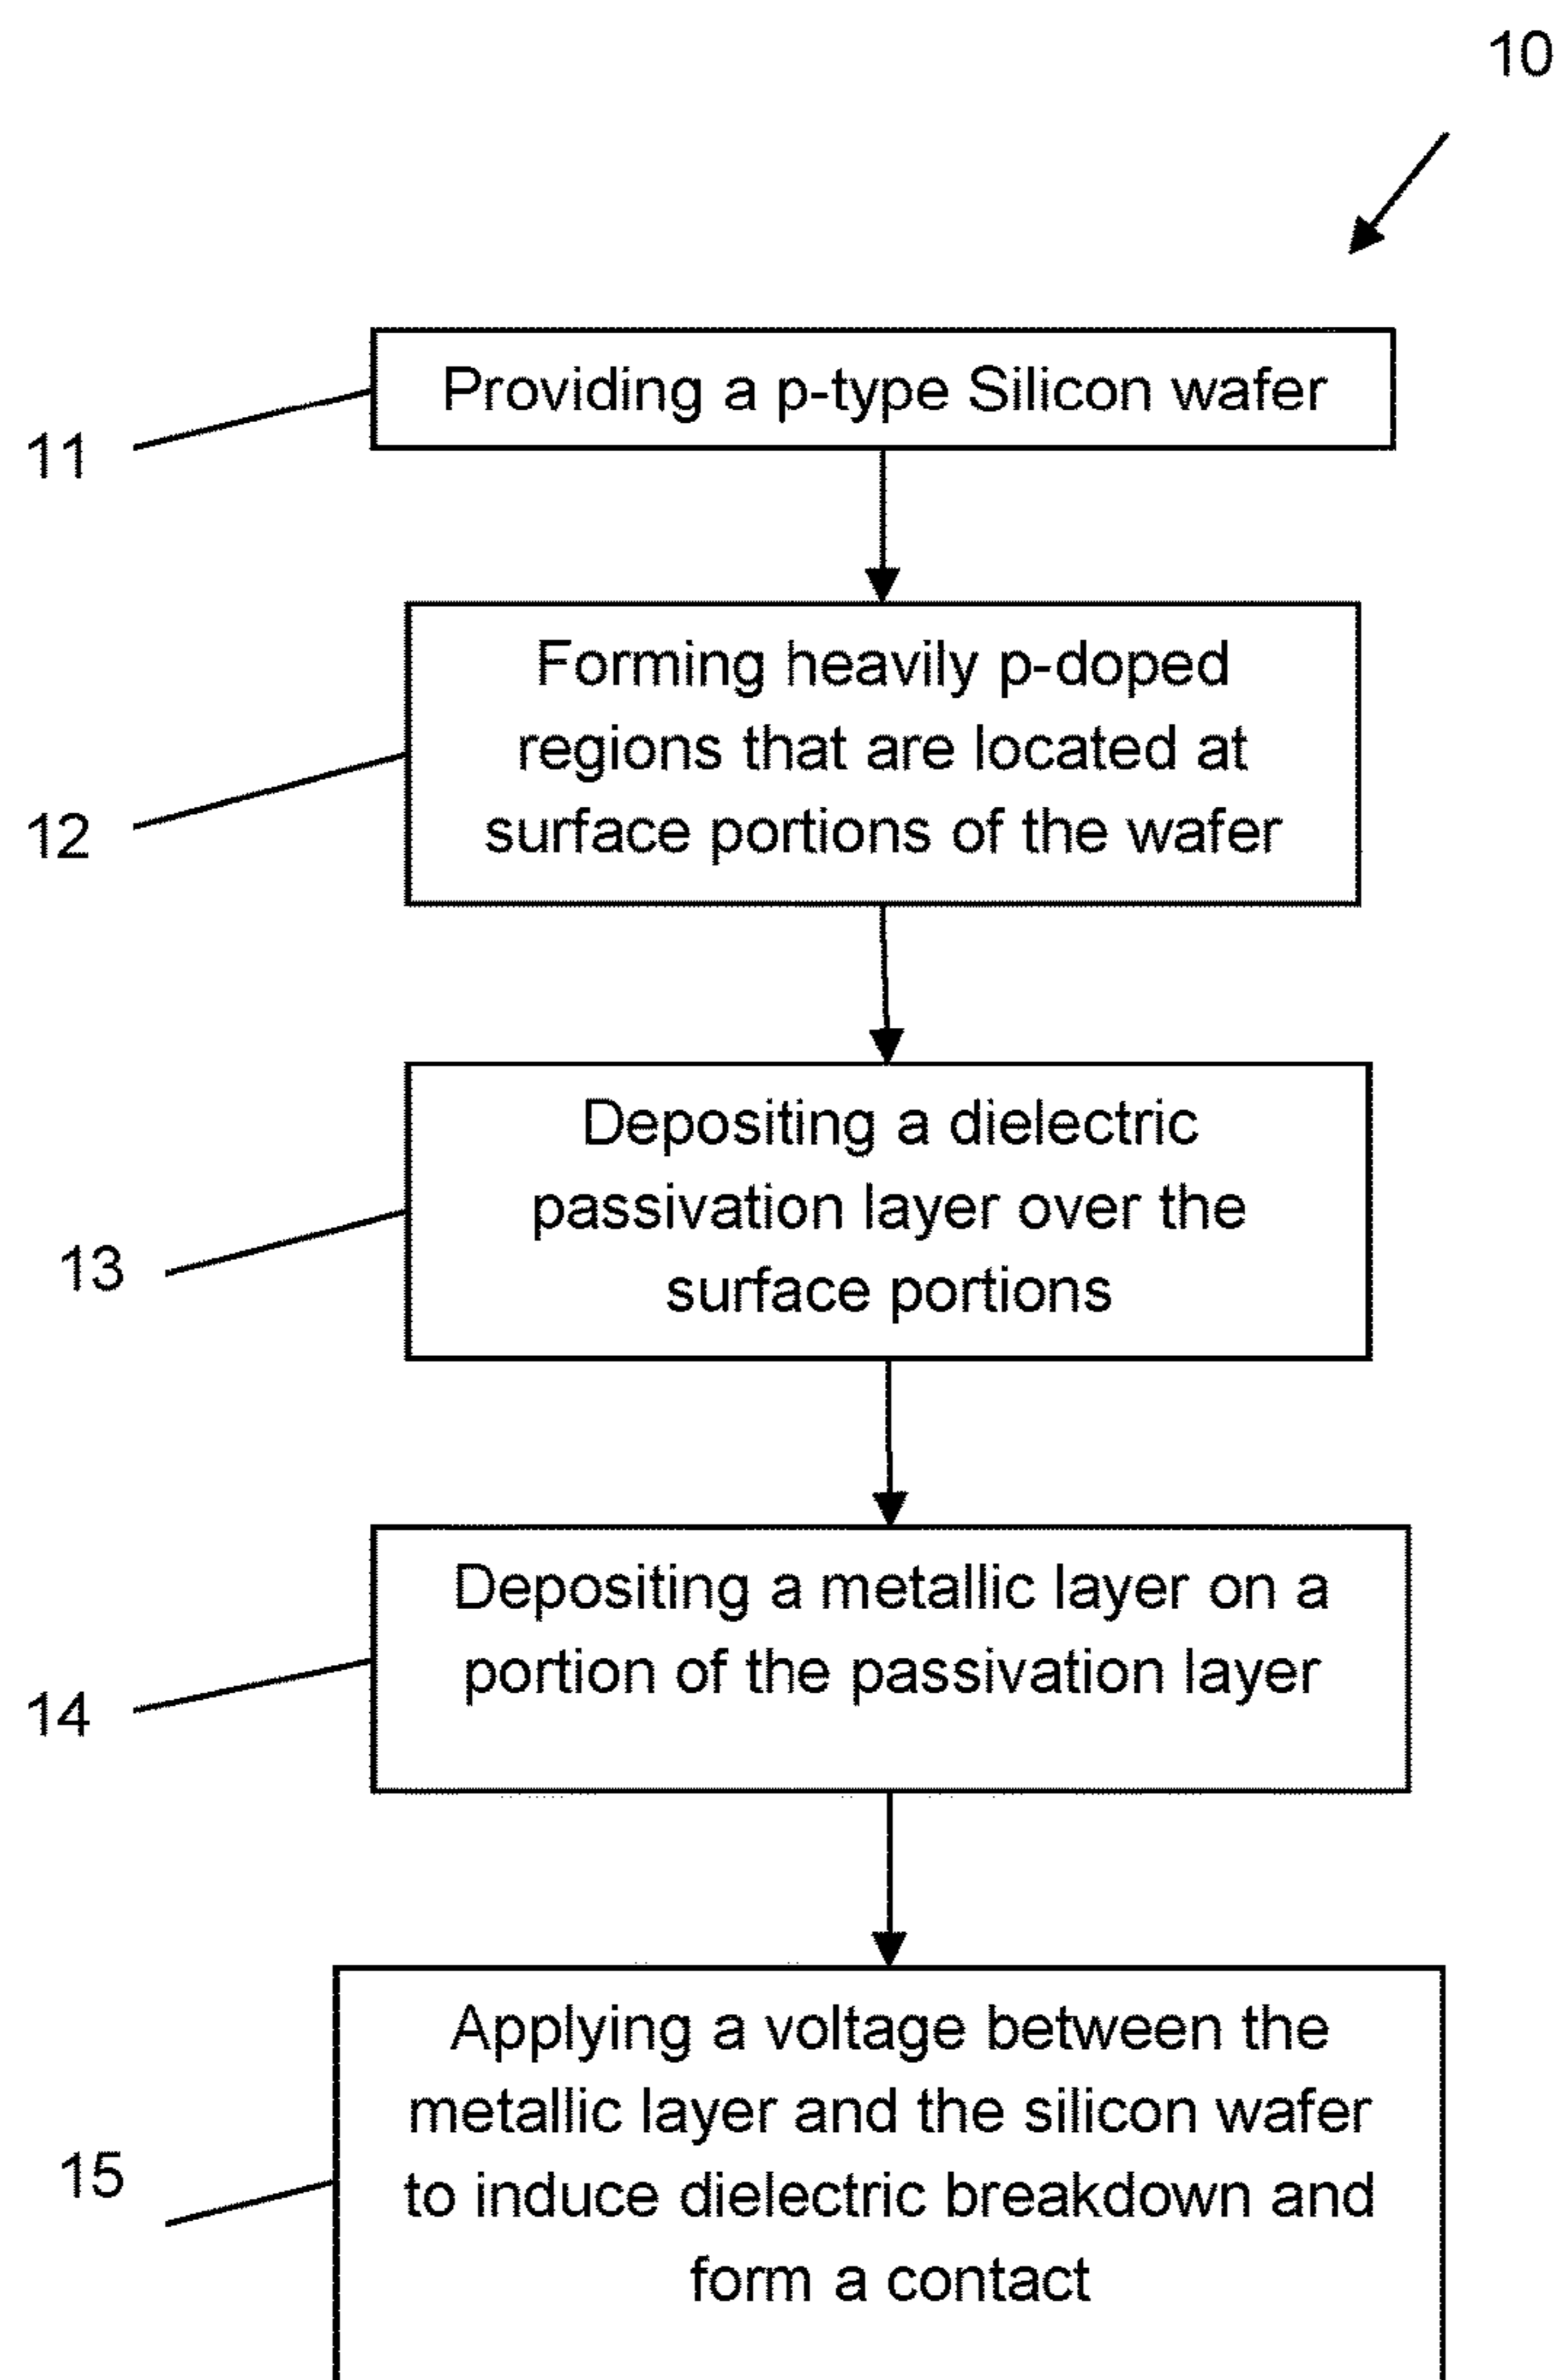 10
11
Providing a p-type Silicon wafer
12
Forming heavily p-doped
regions that are located at
surface portions of the wafer
13
Depositing a dielectric
passivation layer over the
surface portions
14
Depositing a metallic layer on a
portion of the passivation layer
15
Applying a voltage between the
metallic layer and the silicon wafer
to induce dielectric breakdown and
form a contact